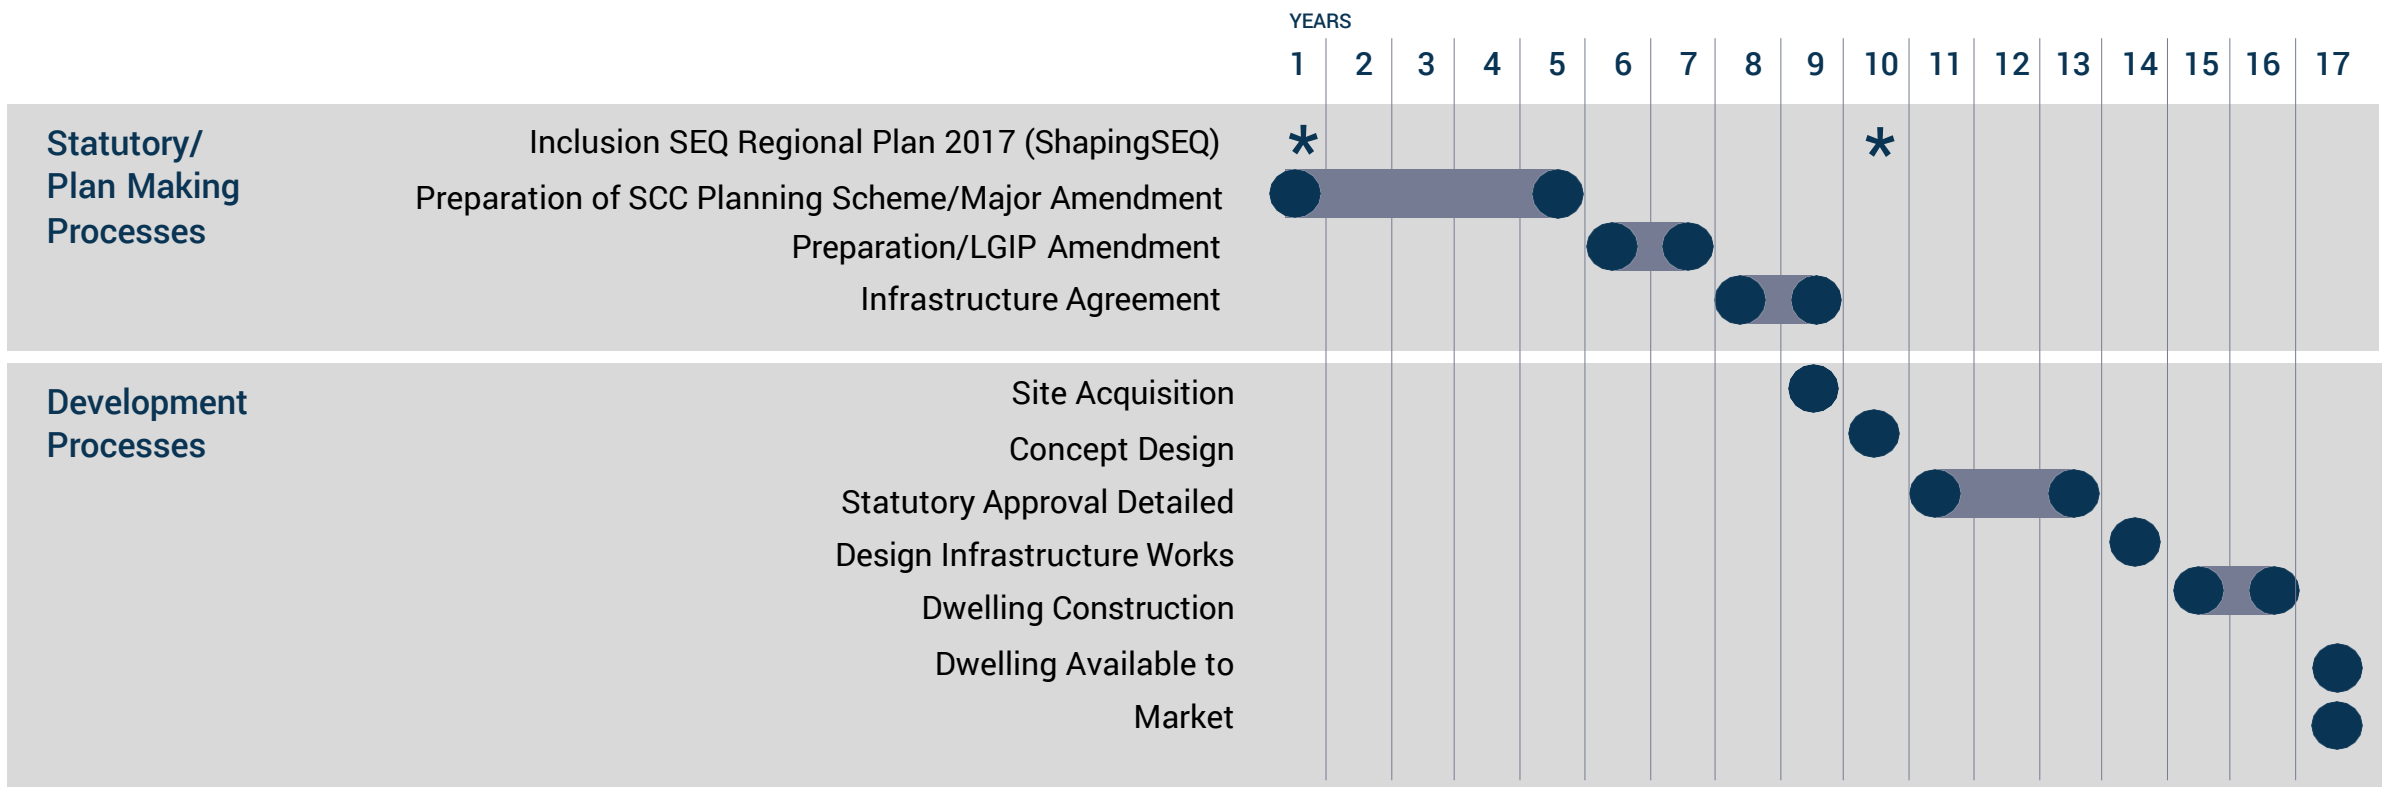 YEARS
1 2 3 4 5 6 7 8 9 10 11 12 13 14 15 16 17
Statutory/
Plan Making
Processes
Inclusion SEQ Regional Plan 2017 (ShapingSEQ)
* *
Preparation of SCC Planning Scheme/Major Amendment
Preparation/LGIP Amendment
Infrastructure Agreement
Development
Processes
Site Acquisition
Concept Design
Statutory Approval Detailed
Design Infrastructure Works
Dwelling Construction
Dwelling Available to
Market